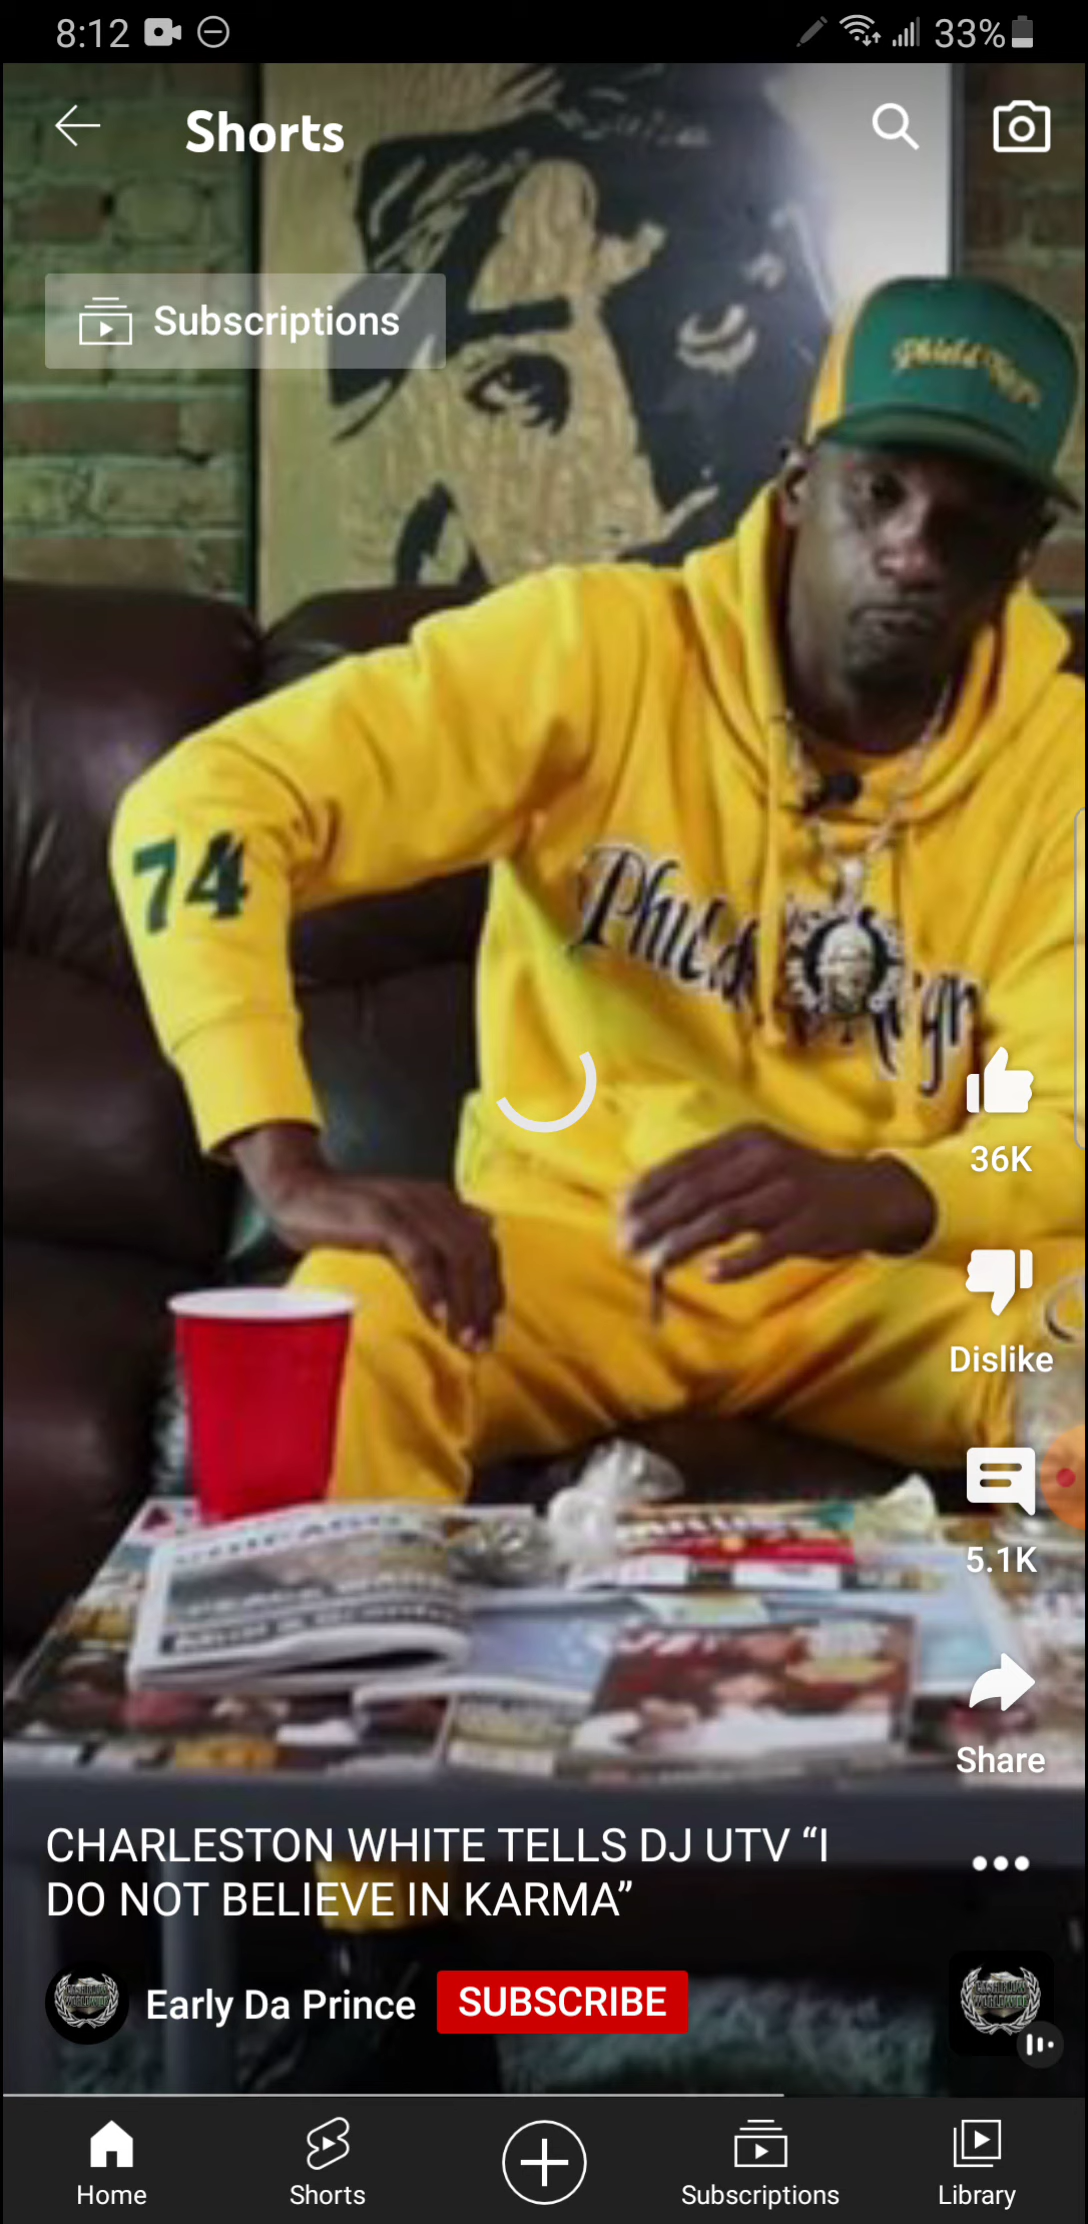 8:12
33%
Shorts
Subscriptions
74
36K
Dislike
5.1K
Share
CHARLESTON WHITE TELLS DJ UTV “I
DO NOT BELIEVE IN KARMA”
Early Da Prince
SUBSCRIBE
Home
Shorts
Subscriptions
Library